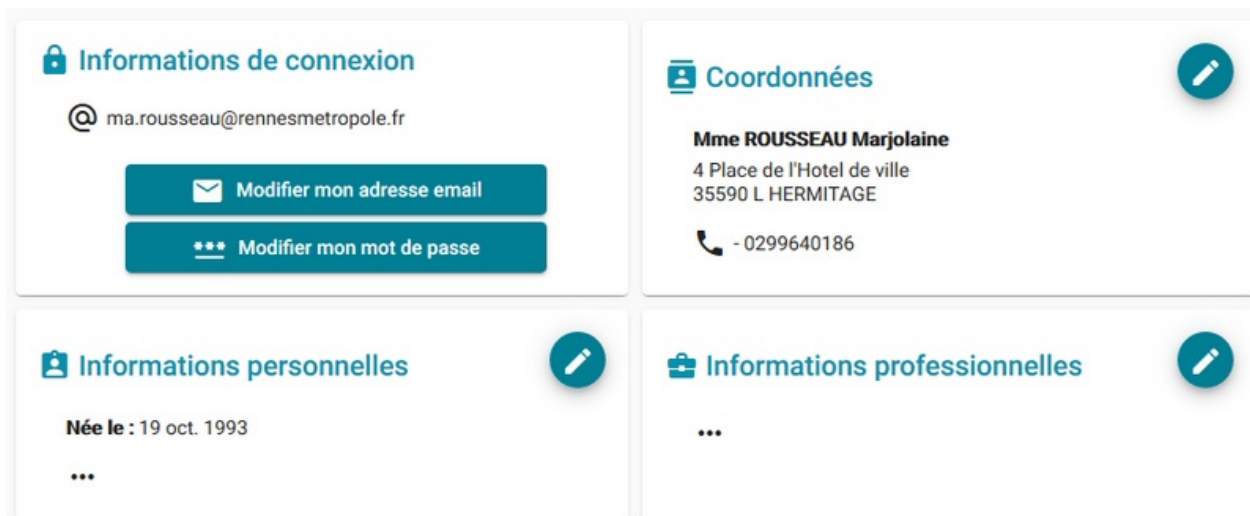 Informations de connexion
ma.rousseau@rennesmetropole.fr
Modifier mon adresse email
*** Modifier mon mot de passe
Coordonnées
Mme ROUSSEAU Marjolaine
4 Place de l'Hotel de ville
35590 L HERMITAGE
- 0299640186
Informations personnelles
Née le : 19 oct. 1993
...
Informations professionnelles
...